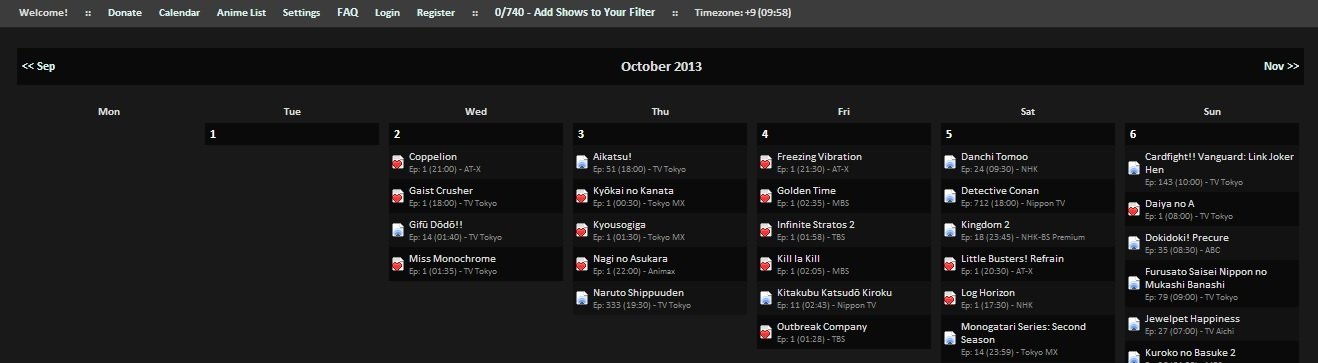 Welcome! :: Donate Calendar Anime List Settings FAQ Login Register :: 0/740 - Add Shows to Your Filter :: Timezone: +9 (09:58)
<< Sep October 2013 Nov >>
Mon Tue Wed Thu Fri Sat Sun
1
2
Coppelion
Ep: 1 (21:00) - AT-X
Gaist Crusher
Ep: 1 (18:00) - TV Tokyo
Gifū Dōdō!!
Ep: 14 (01:40) - TV Tokyo
Miss Monochrome
Ep: 1 (01:35) - TV Tokyo
3
Aikatsu!
Ep: 51 (18:00) - TV Tokyo
Kyōkai no Kanata
Ep: 1 (00:30) - Tokyo MX
Kyousogiga
Ep: 1 (01:30) - Tokyo MX
Nagi no Asukara
Ep: 1 (22:00) - Animax
Naruto Shippuuden
Ep: 333 (19:30) - TV Tokyo
4
Freezing Vibration
Ep: 1 (21:30) - AT-X
Golden Time
Ep: 1 (02:35) - MBS
Infinite Stratos 2
Ep: 1 (01:58) - TBS
Kill la Kill
Ep: 1 (02:05) - MBS
Kitakubu Katsudō Kiroku
Ep: 11 (02:43) - Nippon TV
Outbreak Company
Ep: 1 (01:28) - TBS
5
Danchi Tomoo
Ep: 24 (09:30) - NHK
Detective Conan
Ep: 712 (18:00) - Nippon TV
Kingdom 2
Ep: 18 (23:45) - NHK-BS Premium
Little Busters! Refrain
Ep: 1 (20:30) - AT-X
Log Horizon
Ep: 1 (17:30) - NHK
Monogatari Series: Second
Season
Ep: 14 (23:59) - Tokyo MX
6
Cardfight!! Vanguard: Link Joker
Hen
Ep: 143 (10:00) - TV Tokyo
Daiya no A
Ep: 1 (08:00) - TV Tokyo
Dokidoki! Precure
Ep: 35 (08:30) - ABC
Furusato Saisei Nippon no
Mukashi Banashi
Ep: 79 (09:00) - TV Tokyo
Jewelpet Happiness
Ep: 27 (07:00) - TV Aichi
Kuroko no Basuke 2